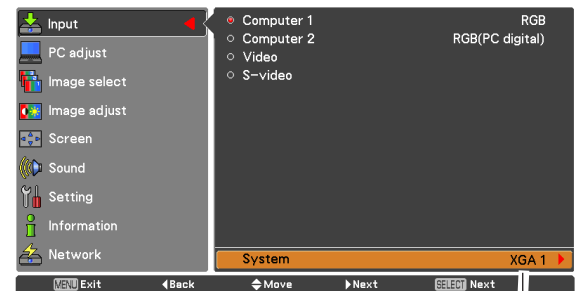 Input
PC adjust
Image select
Image adjust
Screen
Sound
Setting
Information
Network
Computer 1 RGB
Computer 2 RGB(PC digital)
Video
S-video
System XGA 1
MENU Exit Back Move Next SELECT Next